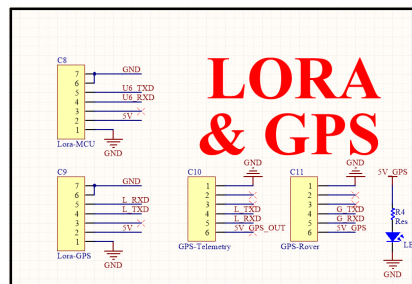 C8
7
GND
6
5
U6_TXD
4
U6_RXD
3
2
5V
1
Lora-MCU
GND
LORA
& GPS
C9
7
GND
6
5
L_RXD
4
L_TXD
3
2
5V
1
Lora-GPS
GND
C10
GND
1
2
3
4
L_TXD
5
L_RXD
6
5V_GPS_OUT
GPS-Telemetry
C11
GND
1
2
3
4
G_TXD
5
G_RXD
6
5V_GPS
GPS-Rover
5V_GPS
R4
Res
GND